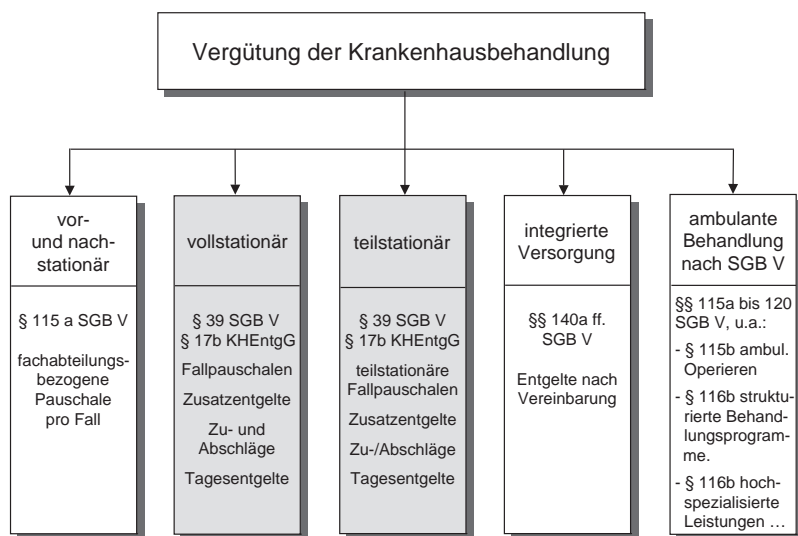 Vergütung der Krankenhausbehandlung
vor-
und nach-
stationär
§ 115 a SGB V
fachabteilungs-
bezogene
Pauschale
pro Fall
vollstationär
§ 39 SGB V
§ 17b KHEntgG
Fallpauschalen
Zusatzentgelte
Zu- und
Abschläge
Tagesentgelte
teilstationär
§ 39 SGB V
§ 17b KHEntgG
teilstationäre
Fallpauschalen
Zusatzentgelte
Zu-/Abschläge
Tagesentgelte
integrierte
Versorgung
§§ 140a ff.
SGB V
Entgelte nach
Vereinbarung
ambulante
Behandlung
nach SGB V
§§ 115a bis 120
SGB V, u.a.:
- § 115b ambul.
Operieren
- § 116b struktu-
rierte Behand-
lungsprogram-
me.
- § 116b hoch-
spezialisierte
Leistungen …